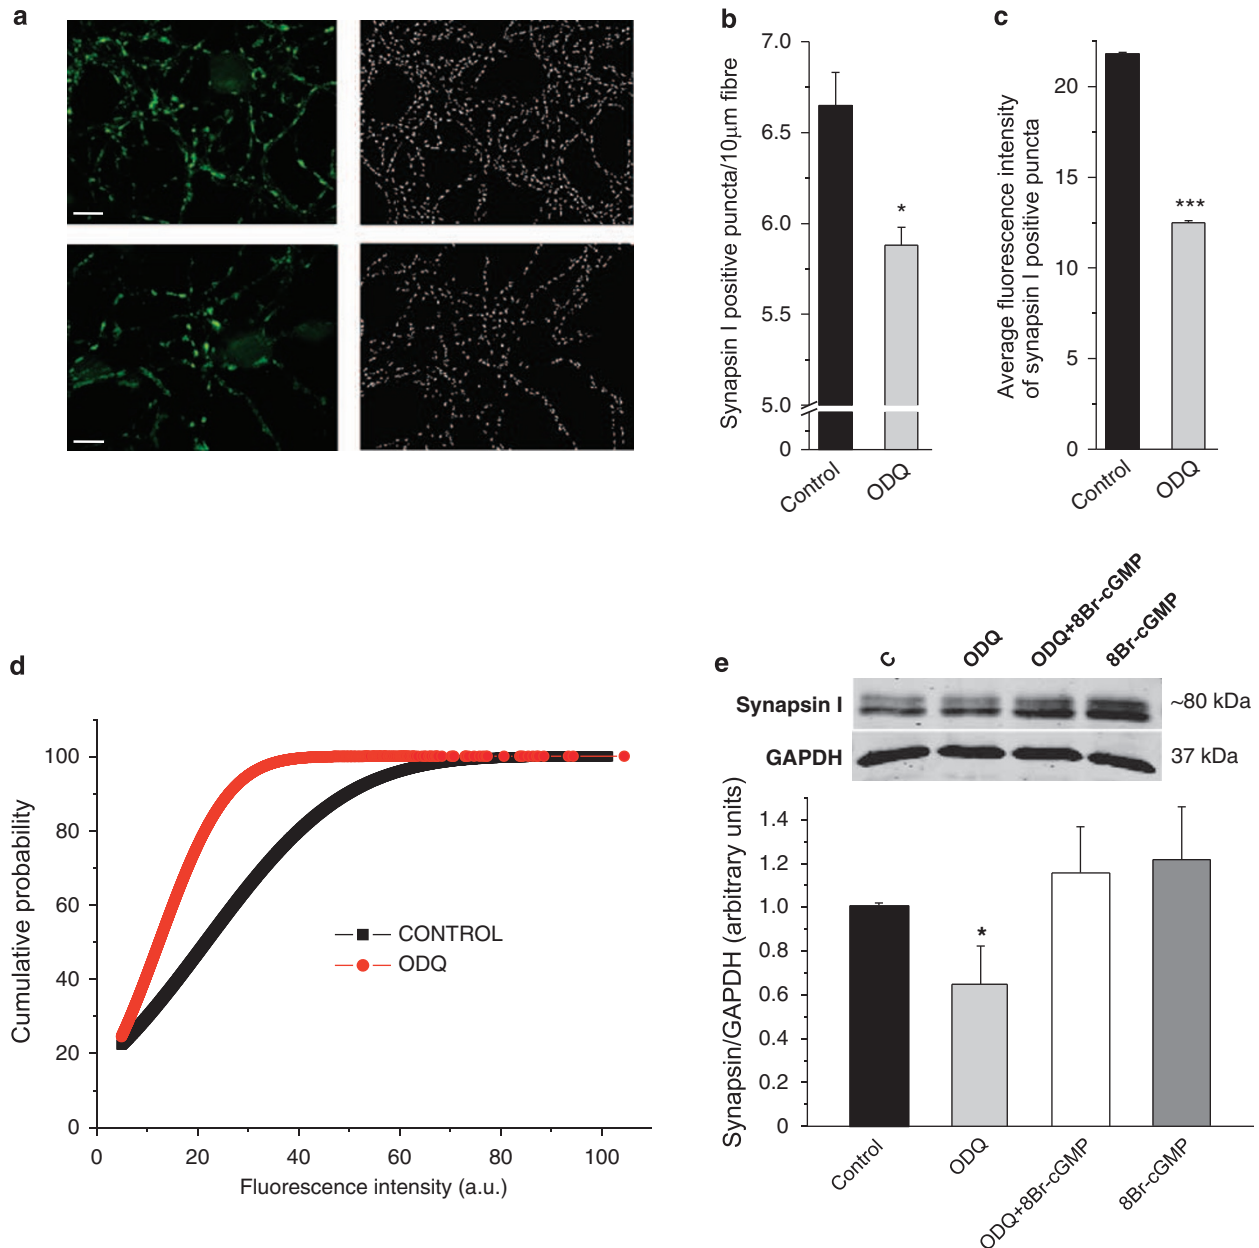 a
b
Synapsin I positive puncta/10μm fibre
7.0
6.5
6.0
5.5
5.0
0
*
Control
ODQ
c
Average fluorescence intensity
of synapsin I positive puncta
20
15
10
5
0
***
Control
ODQ
d
Cumulative probability
100
80
60
40
20
0
CONTROL
ODQ
0
20
40
60
80
100
Fluorescence intensity (a.u.)
e
C
ODQ
ODQ+8Br-cGMP
8Br-cGMP
Synapsin I
~80 kDa
GAPDH
37 kDa
Synapsin/GAPDH (arbitrary units)
1.4
1.2
1.0
0.8
0.6
0.4
0.2
0
*
Control
ODQ
ODQ+8Br-cGMP
8Br-cGMP